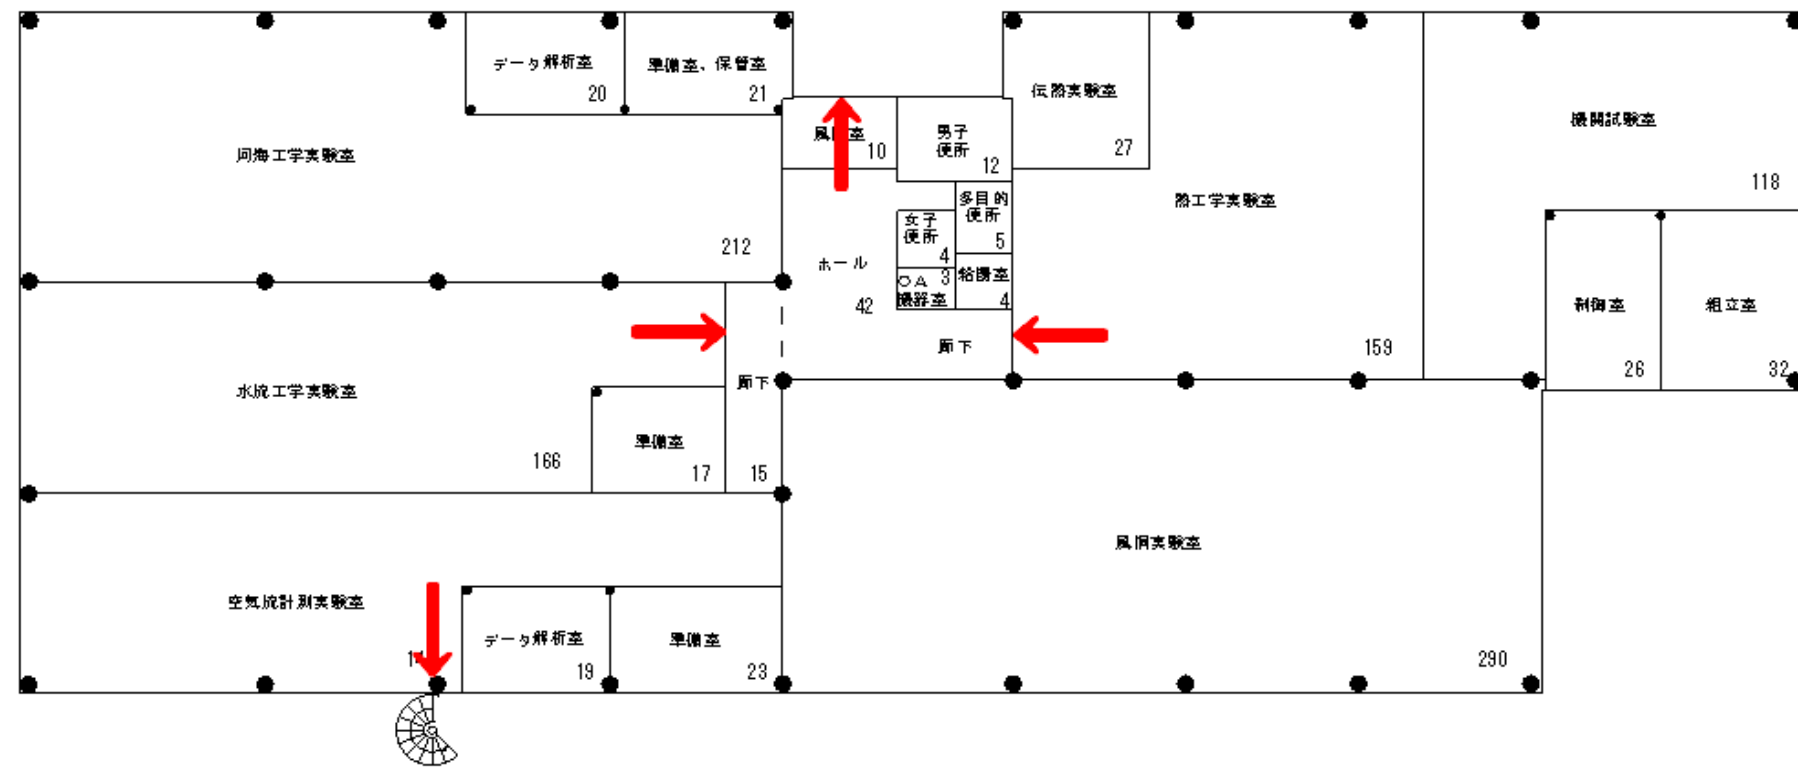 データ解析室
20
準備室、保管室
21
河海工学実験室
212
風除室
10
男子
便所
12
伝熱実験室
27
機関試験室
118
熱工学実験室
159
多目的
便所
5
女子
便所
4
ホール
42
OA
機器室
3
給湯室
4
廊下
制御室
26
組立室
32
水流工学実験室
166
準備室
17
廊下
15
風洞実験室
290
空気流計測実験室
データ解析室
19
準備室
23